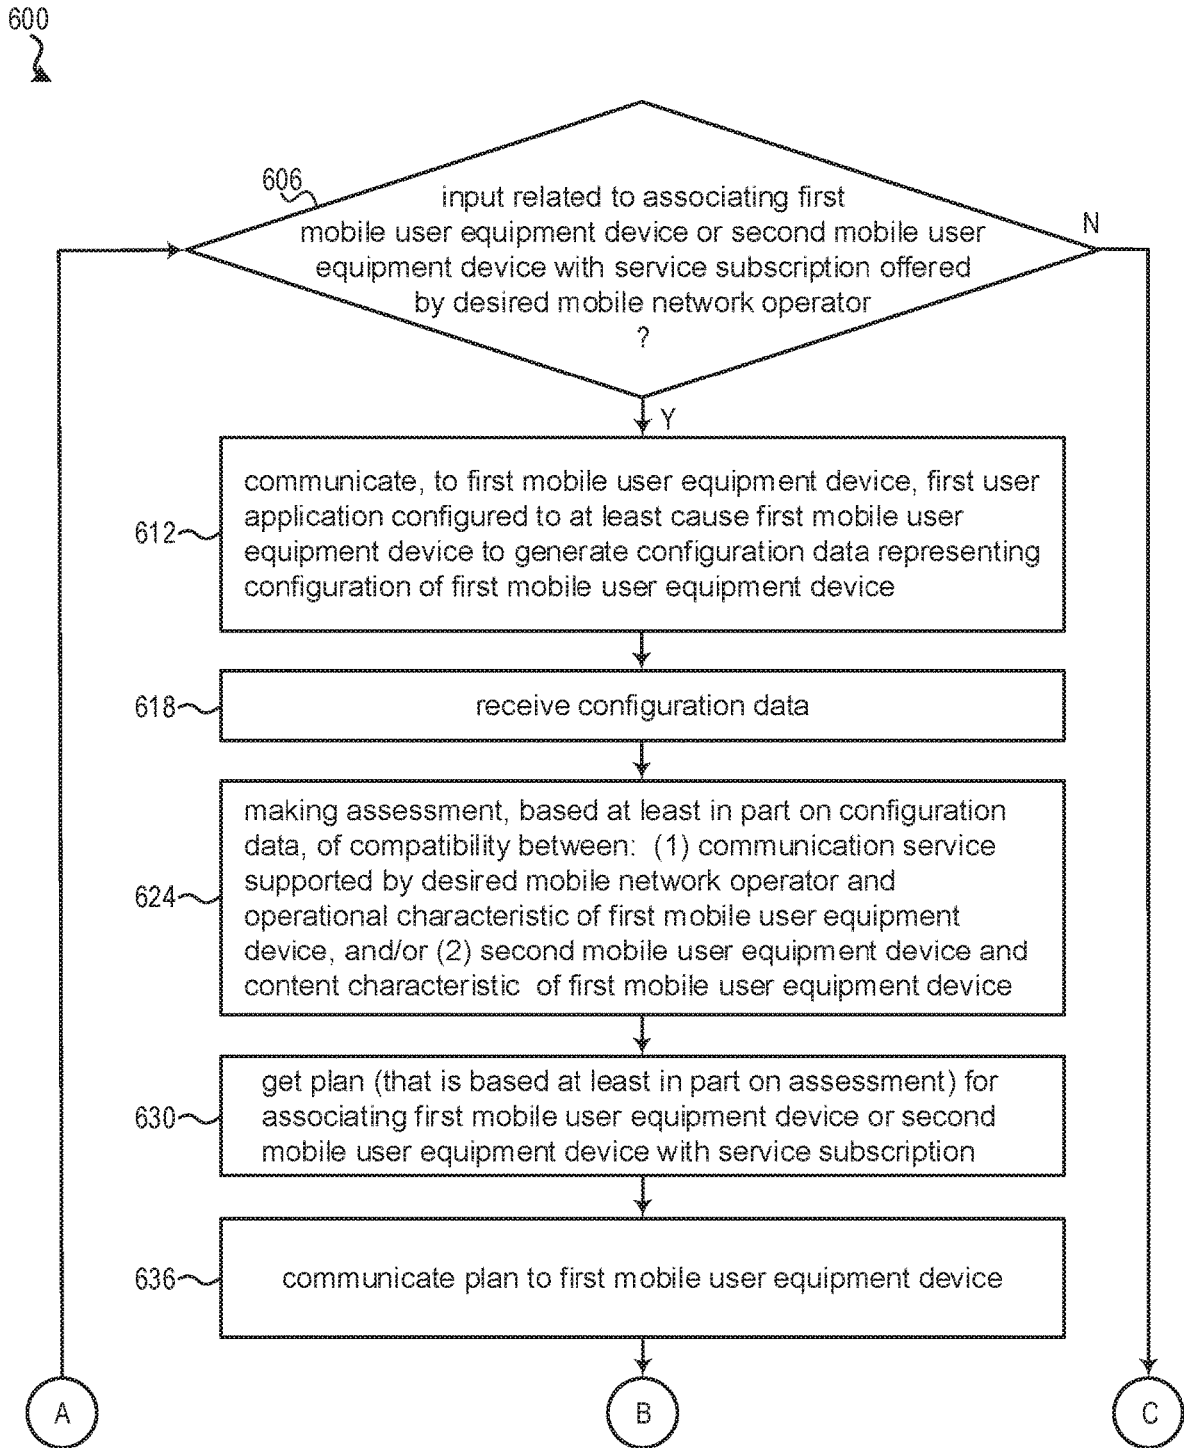 600
606
input related to associating first
mobile user equipment device or second mobile user
equipment device with service subscription offered
by desired mobile network operator
?
N
Y
612
communicate, to first mobile user equipment device, first user
application configured to at least cause first mobile user
equipment device to generate configuration data representing
configuration of first mobile user equipment device
618
receive configuration data
624
making assessment, based at least in part on configuration
data, of compatibility between: (1) communication service
supported by desired mobile network operator and
operational characteristic of first mobile user equipment
device, and/or (2) second mobile user equipment device and
content characteristic of first mobile user equipment device
630
get plan (that is based at least in part on assessment) for
associating first mobile user equipment device or second
mobile user equipment device with service subscription
636
communicate plan to first mobile user equipment device
A
B
C